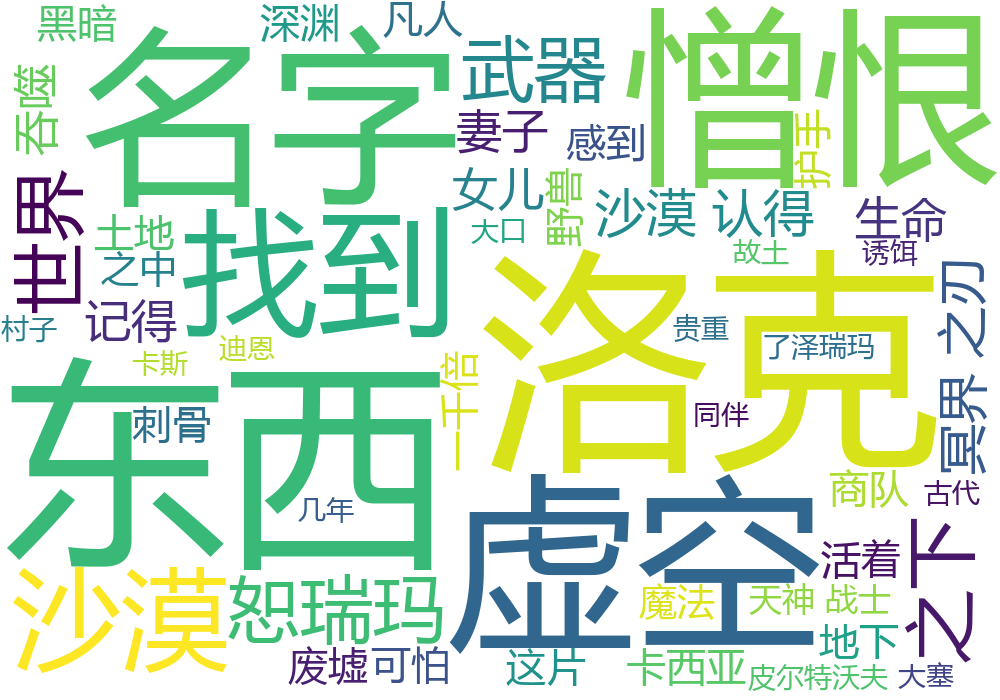 黑暗
深渊
凡人
名字
武器
憎恨
吞噬
妻子
感到
护手
世界
女儿
野兽
沙漠
认得
生命
土地
找到
大口
故土
诱饵
之中
洛克
之刃
记得
村子
贵重
了泽瑞玛
卡斯
迪恩
一千倍
东西
刺骨
同伴
冥界
虚空
商队
古代
几年
之下
活着
沙漠
恕瑞玛
魔法
天神
战士
地下
废墟
可怕
这片
卡西亚
皮尔特沃夫
大塞